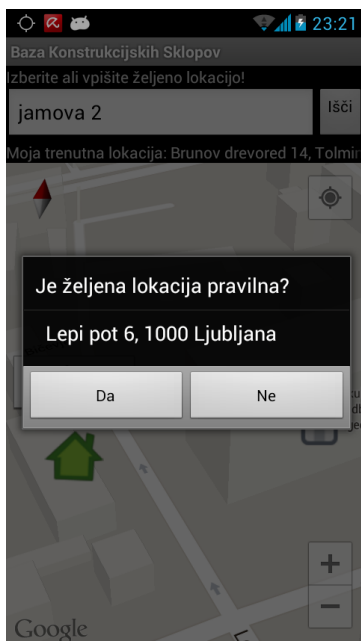 23:21
Baza Konstrukcijskih Sklopov
Izberite ali vpišite željeno lokacijo!
jamova 2
Išči
Moja trenutna lokacija: Brunov drevored 14, Tolmin
Je željena lokacija pravilna?
Lepi pot 6, 1000 Ljubljana
Da
Ne
+
−
Google